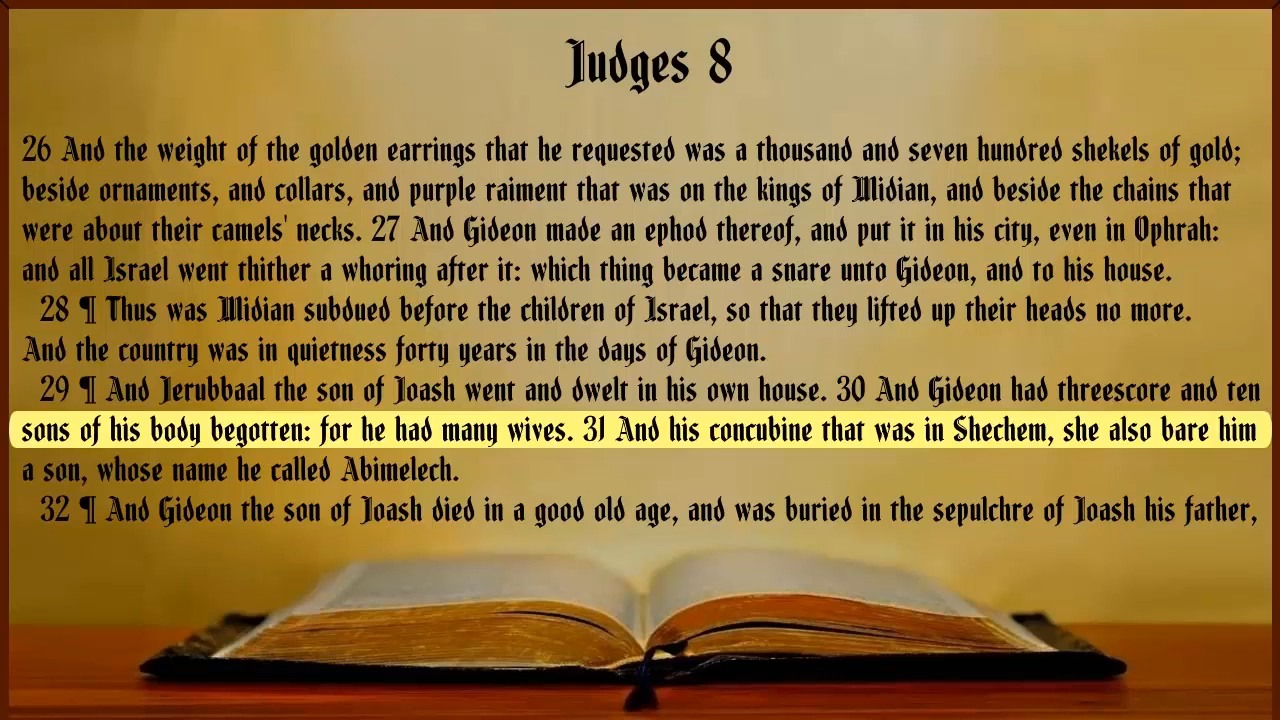 Judges 8
26 And the weight of the golden earrings that he requested was a thousand and seven hundred shekels of gold;
beside ornaments, and collars, and purple raiment that was on the kings of Midian, and beside the chains that
were about their camels' necks. 27 And Gideon made an ephod thereof, and put it in his city, even in Ophrah:
and all Israel went thither a whoring after it: which thing became a snare unto Gideon, and to his house.
28 ¶ Thus was Midian subdued before the children of Israel, so that they lifted up their heads no more.
And the country was in quietness forty years in the days of Gideon.
29 ¶ And Jerubbaal the son of Joash went and dwelt in his own house. 30 And Gideon had threescore and ten
sons of his body begotten: for he had many wives. 31 And his concubine that was in Shechem, she also bare him
a son, whose name he called Abimelech.
32 ¶ And Gideon the son of Joash died in a good old age, and was buried in the sepulchre of Joash his father,